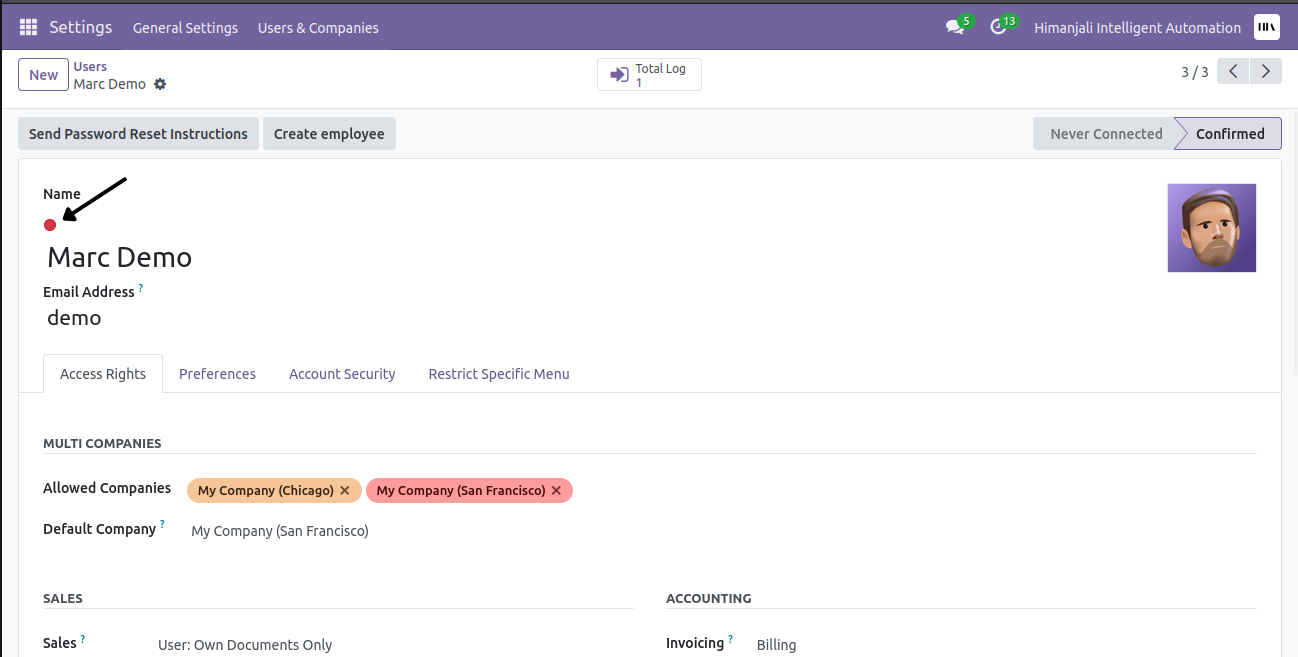 Settings General Settings Users & Companies 5 13 Himanjali Intelligent Automation
New Users Total Log 3 / 3
Marc Demo 1
Send Password Reset Instructions Create employee Never Connected Confirmed
Name
Marc Demo
Email Address ?
demo
Access Rights Preferences Account Security Restrict Specific Menu
MULTI COMPANIES
Allowed Companies My Company (Chicago) ✕ My Company (San Francisco) ✕
Default Company ? My Company (San Francisco)
SALES ACCOUNTING
Sales ? User: Own Documents Only Invoicing ? Billing